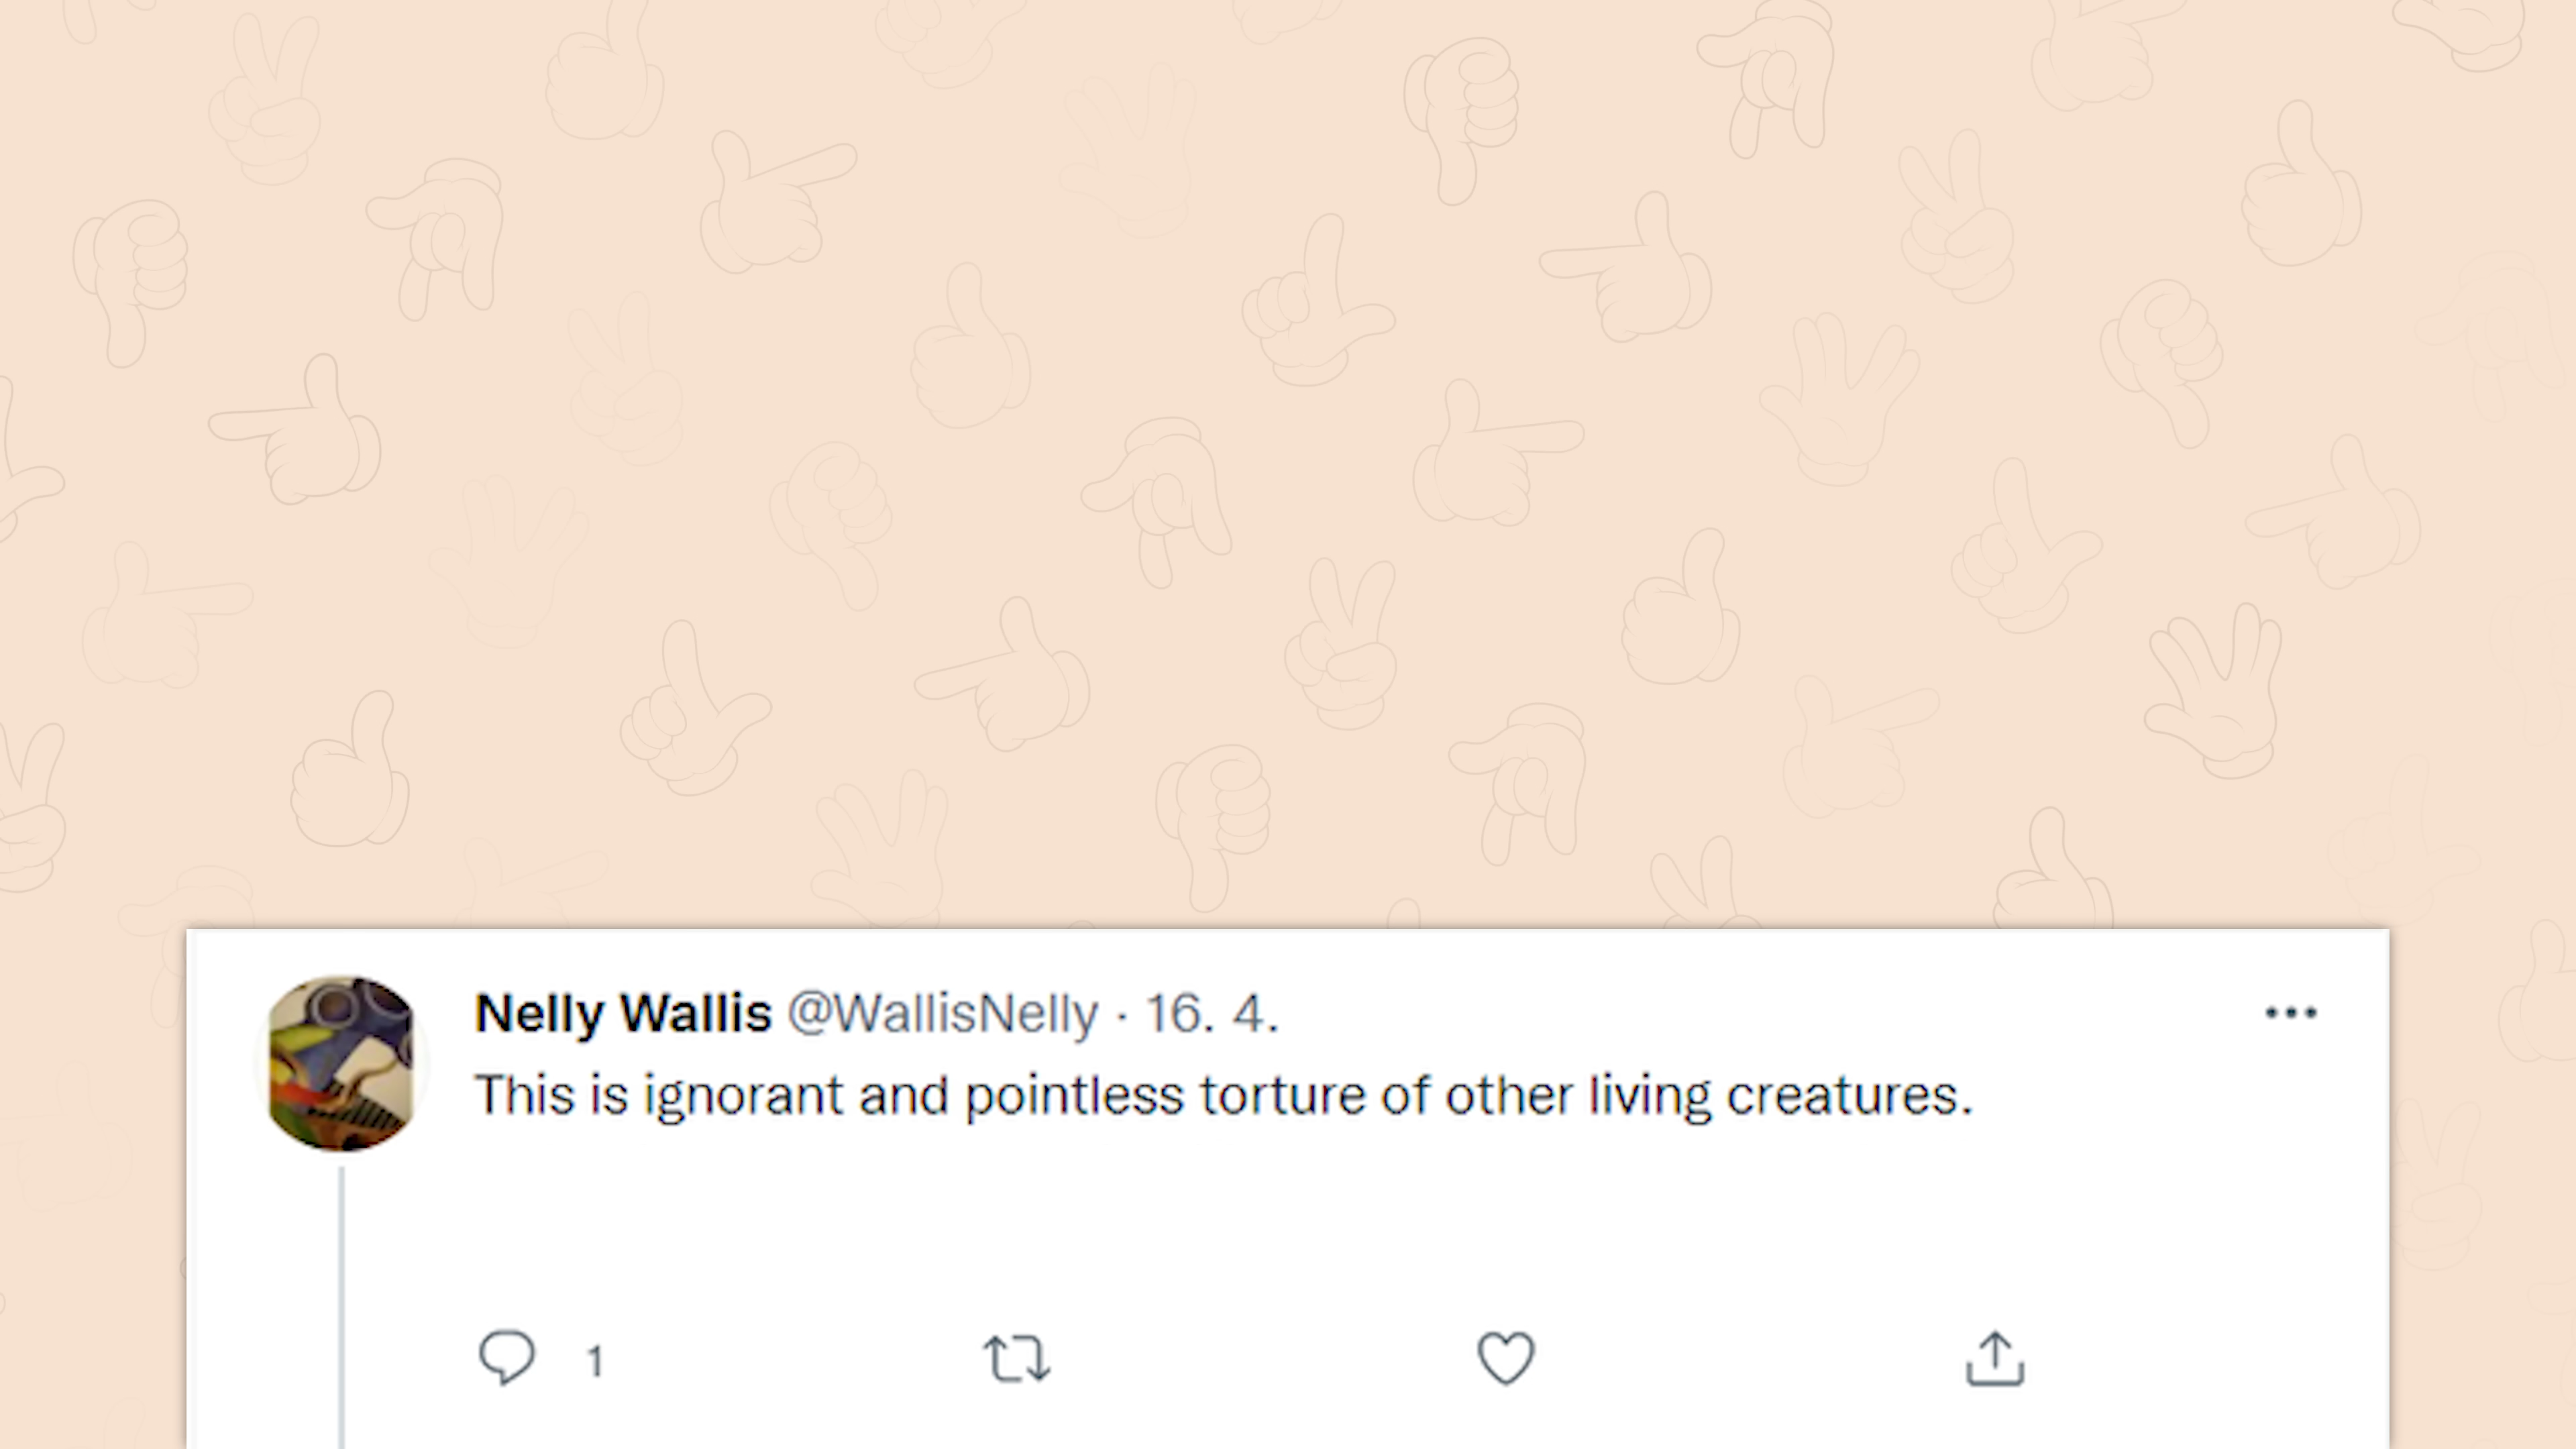 Nelly Wallis @WallisNelly · 16. 4.
This is ignorant and pointless torture of other living creatures.
1